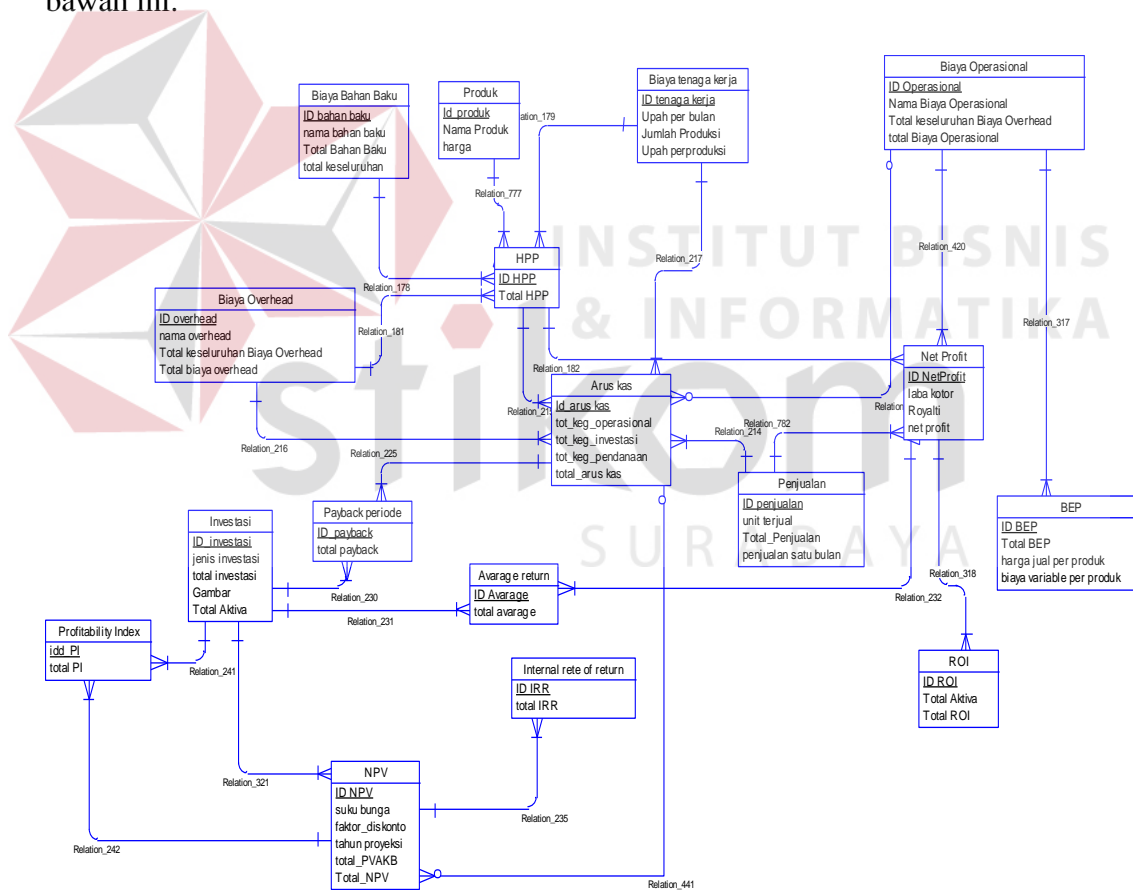 bawah ini.
Biaya Bahan Baku
ID bahan baku
nama bahan baku
Total Bahan Baku
total keseluruhan
Produk
Id_produk
Nama Produk
harga
Biaya tenaga kerja
ID tenaga kerja
Upah per bulan
Jumlah Produksi
Upah perproduksi
Biaya Operasional
ID Operasional
Nama Biaya Operasional
Total keseluruhan Biaya Overhead
total Biaya Operasional
ation_179
Relation_777
INSTITUT BISNIS
& INFORMATIKA
stikom
SURABAYA
HPP
ID HPP
Total HPP
Relation_217
Relation_420
Relation_178
Relation_317
Biaya Overhead
ID overhead
nama overhead
Total keseluruhan Biaya Overhead
Total biaya overhead
Relation_181
Relation_182
Net Profit
ID NetProfit
laba kotor
Royalti
net profit
Arus kas
Id_arus kas
tot_keg_operasional
tot_keg_investasi
tot_keg_pendanaan
total_arus kas
Relation_21
Relation
Relation_782
Relation_214
Relation_216
Relation_225
Penjualan
ID penjualan
unit terjual
Total_Penjualan
penjualan satu bulan
BEP
ID BEP
Total BEP
harga jual per produk
biaya variable per produk
Payback periode
ID_payback
total payback
Investasi
ID_investasi
jenis investasi
total investasi
Gambar
Total Aktiva
Avarage return
ID Avarage
total avarage
Relation_318
Relation_230
Relation_232
Relation_231
Profitability Index
idd_PI
total PI
Relation_241
Internal rete of return
ID IRR
total IRR
ROI
ID ROI
Total Aktiva
Total ROI
NPV
ID NPV
suku bunga
faktor_diskonto
tahun proyeksi
total_PVAKB
Total_NPV
Relation_321
Relation_235
Relation_242
Relation_441